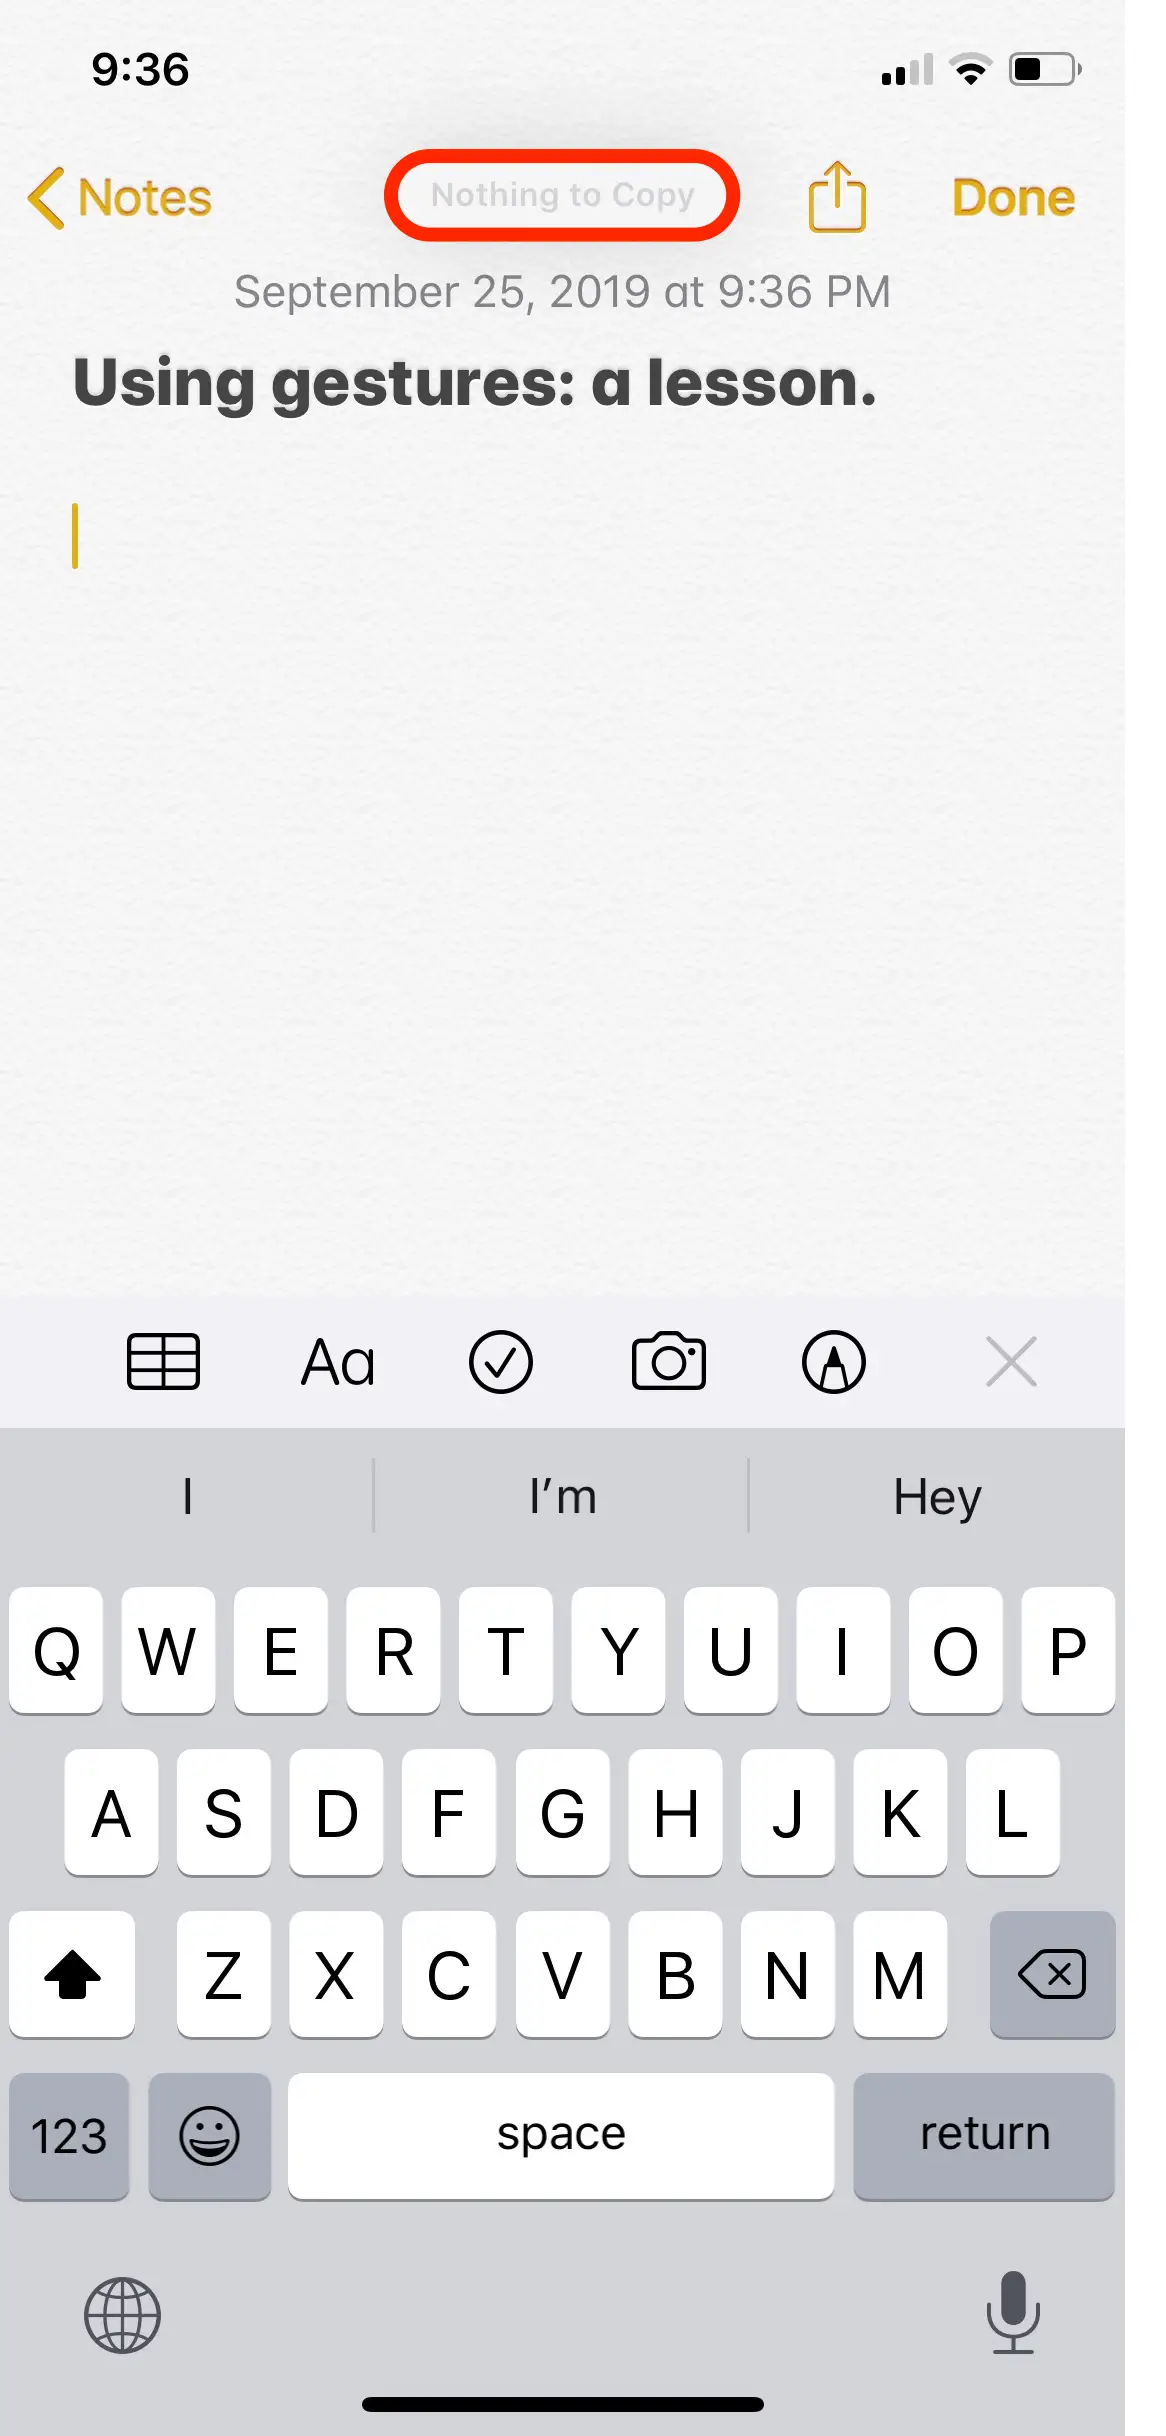 9:36
Notes
Nothing to Copy
Done
September 25, 2019 at 9:36 PM
Using gestures: a lesson.
Aa
I I’m Hey
Q W E R T Y U I O P
A S D F G H J K L
Z X C V B N M
123 space return